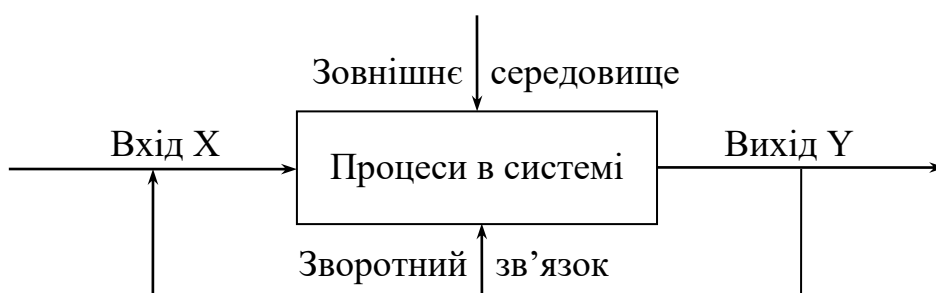 Зовнішнє середовище
Вхід X
Процеси в системі
Вихід Y
Зворотний зв’язок